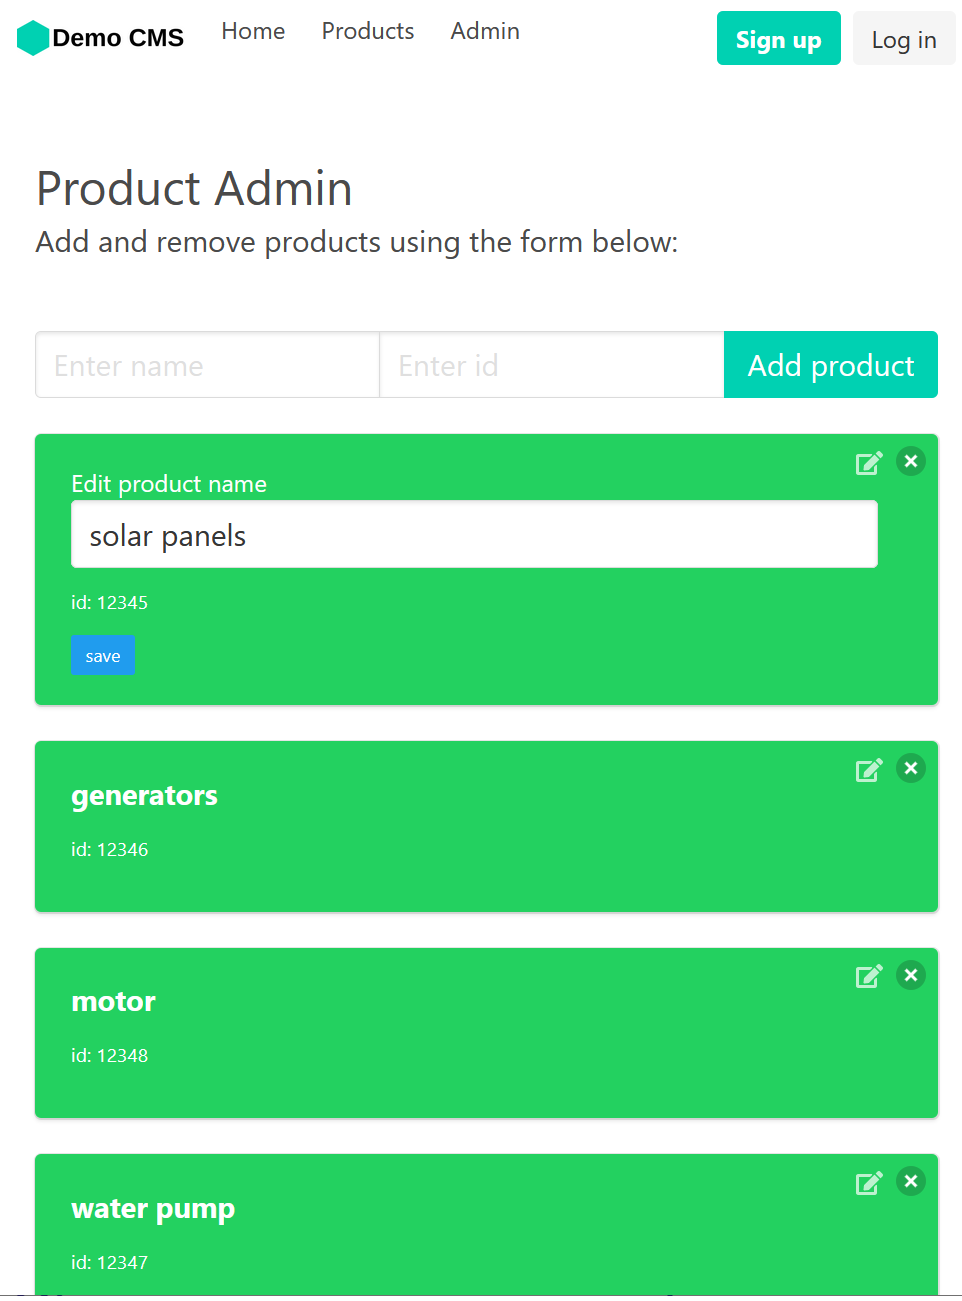 Demo CMS Home Products Admin Sign up Log in
Product Admin
Add and remove products using the form below:
Enter name Enter id Add product
Edit product name
solar panels
id: 12345
save
generators
id: 12346
motor
id: 12348
water pump
id: 12347